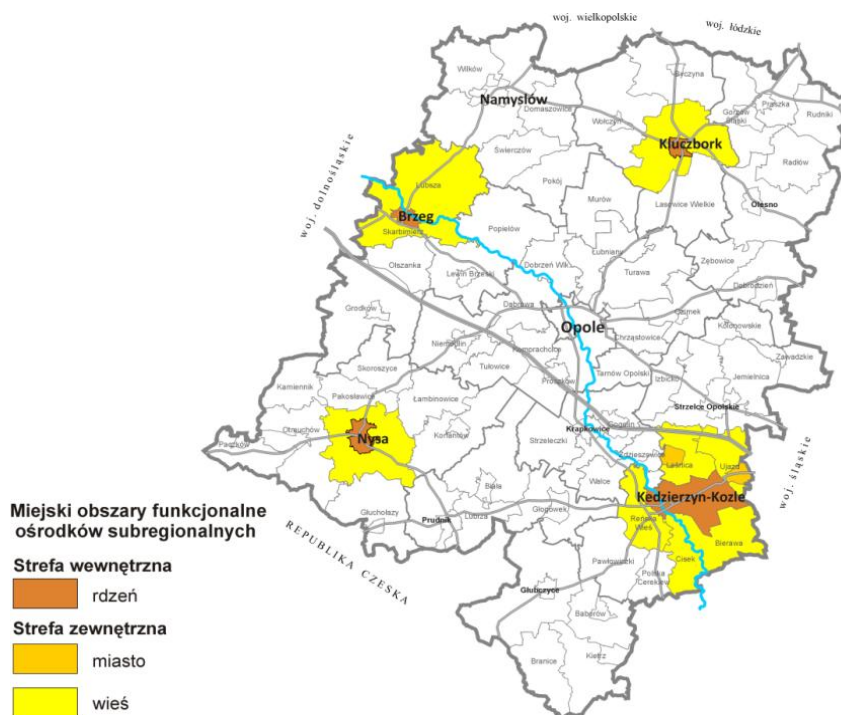 woj. wielkopolskie
woj. łódzkie
Wilków
Byczyna
Namysłów
Domaszowice
Wołczyn
Gorzów
Śląski
Praszka
Rudniki
Kluczbork
Świerczów
Radłów
woj. dolnośląskie
Lubsza
Pokój
Murów
Lasowice Wielkie
Olesno
Brzeg
Skarbimierz
Popielów
Łubniany
Zębowice
Olszanka
Lewin Brzeski
Dobrzeń Wlk.
Turawa
Dobrodzień
Grodków
Dąbrowa
Opole
Ozimek
Kolonowskie
Niemodlin
Komprachcice
Chrząstowice
Zawadzkie
Skoroszyce
Tułowice
Prószków
Tarnów Opolski
Izbicko
Jemielnica
Kamiennik
Pakosławice
Łambinowice
Strzelce Opolskie
Otmuchów
Nysa
Korfantów
Krapkowice
Gogolin
Paczków
Strzeleczki
Zdzieszowice
Leśnica
Ujazd
Biała
Walce
Kędzierzyn-Koźle
woj. śląskie
Głuchołazy
Prudnik
Lubrza
Głogówek
Reńska
Wieś
Bierawa
REPUBLIKA CZESKA
Pawłowiczki
Cisek
Polska
Cerekiew
Głubczyce
Baborów
Branice
Kietrz
Miejski obszary funkcjonalne
ośrodków subregionalnych
Strefa wewnętrzna
rdzeń
Strefa zewnętrzna
miasto
wieś